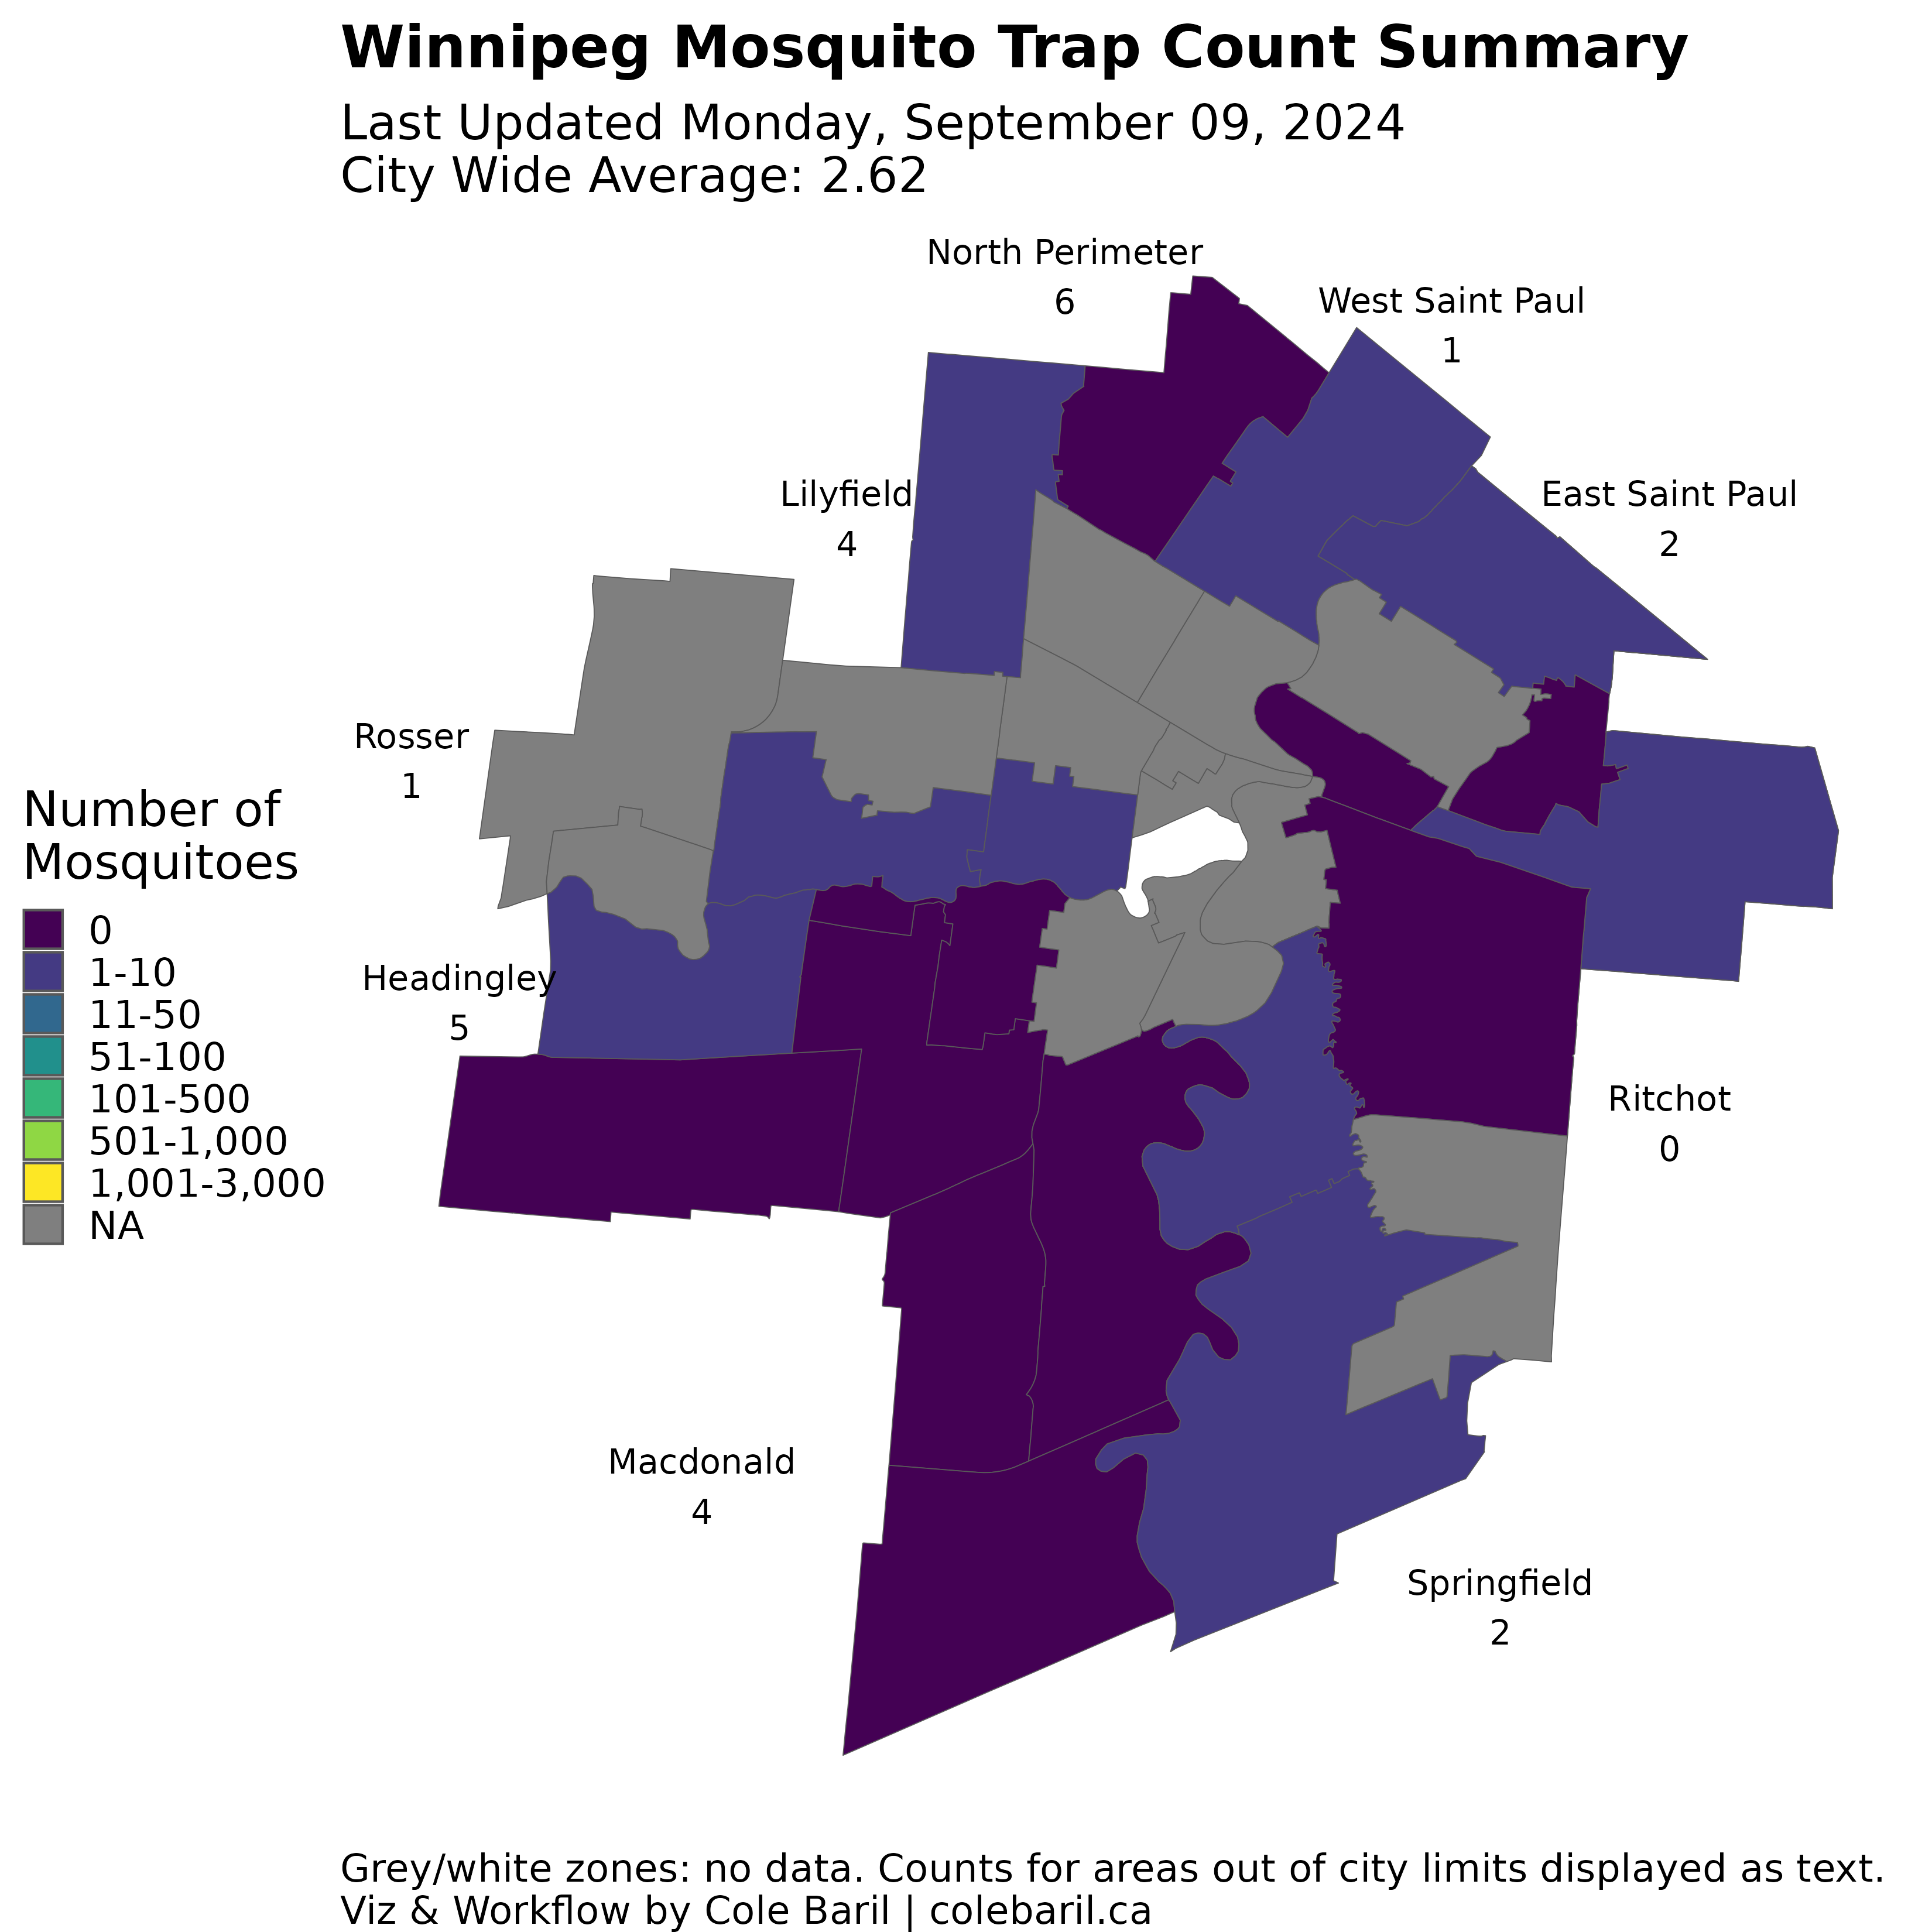 Winnipeg Mosquito Trap Count Summary
Last Updated Monday, September 09, 2024
City Wide Average: 2.62
North Perimeter
6
West Saint Paul
1
Lilyfield
4
East Saint Paul
2
Rosser
1
Number of
Mosquitoes
0
1-10
11-50
51-100
101-500
501-1,000
1,001-3,000
NA
Headingley
5
Ritchot
0
Macdonald
4
Springfield
2
Grey/white zones: no data. Counts for areas out of city limits displayed as text.
Viz & Workflow by Cole Baril | colebaril.ca